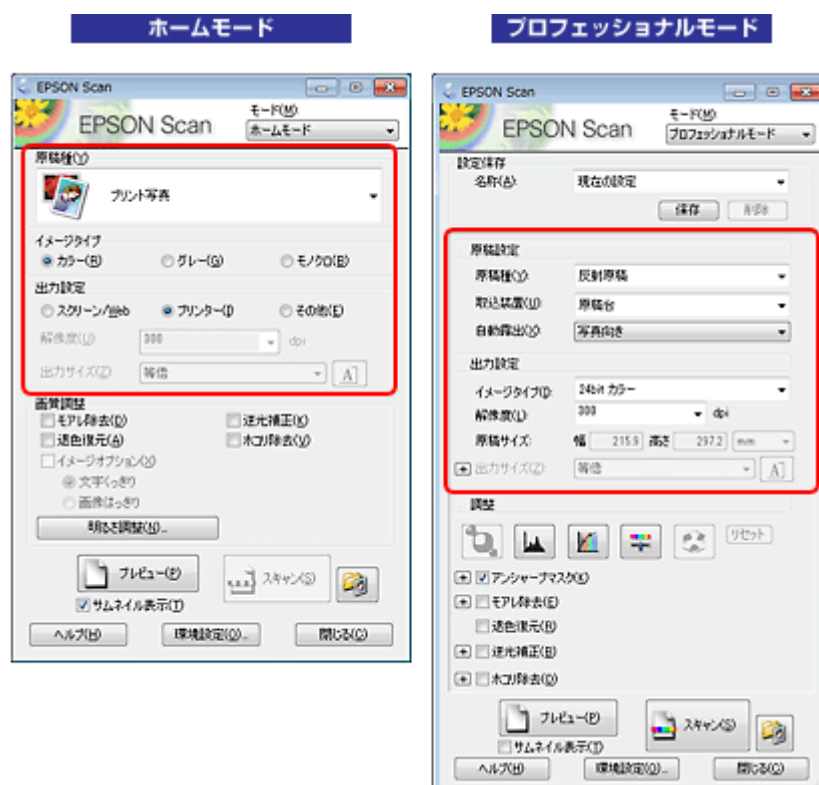 ホームモード
EPSON Scan
EPSON Scan
モード(M)
ホームモード
原稿種(Y)
プリント写真
イメージタイプ
カラー(R)
グレー(G)
モノクロ(B)
出力設定
スクリーン/Web
プリンター(I)
その他(E)
解像度(U):
300
dpi
出力サイズ(Z):
等倍
画質調整
モアレ除去(D)
逆光補正(K)
退色復元(A)
ホコリ除去(V)
イメージオプション(X)
文字くっきり
画像はっきり
明るさ調整(N)...
プレビュー(P)
スキャン(S)
サムネイル表示(T)
ヘルプ(H)
環境設定(O)...
閉じる(C)
プロフェッショナルモード
EPSON Scan
EPSON Scan
モード(M)
プロフェッショナルモード
設定保存
名称(A):
現在の設定
保存
削除
原稿設定
原稿種(Y):
反射原稿
取込装置(U):
原稿台
自動露出(X):
写真向き
出力設定
イメージタイプ(I):
24bit カラー
解像度(L):
300
dpi
原稿サイズ:
幅
215.9
高さ
297.2
mm
出力サイズ(Z):
等倍
調整
リセット
アンシャープマスク(K)
モアレ除去(E)
退色復元(R)
逆光補正(B)
ホコリ除去(D)
プレビュー(P)
スキャン(S)
サムネイル表示(T)
ヘルプ(H)
環境設定(O)...
閉じる(C)